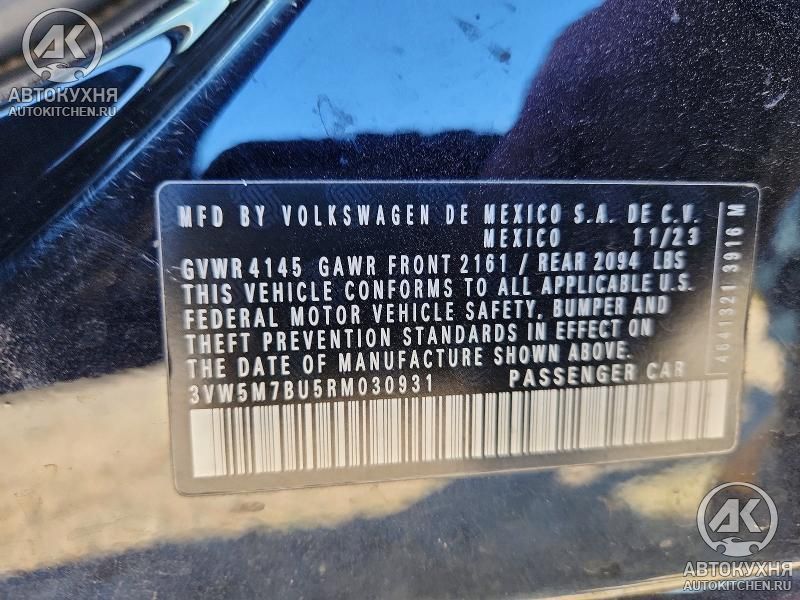 АК
АВТОКУХНЯ
AUTOKITCHEN.RU
MFD BY VOLKSWAGEN DE MEXICO S.A. DE C.V.
MEXICO 11/23
GVWR 4145 GAWR FRONT 2161 / REAR 2094 LBS
THIS VEHICLE CONFORMS TO ALL APPLICABLE U.S.
FEDERAL MOTOR VEHICLE SAFETY, BUMPER AND
THEFT PREVENTION STANDARDS IN EFFECT ON
THE DATE OF MANUFACTURE SHOWN ABOVE.
3VW5M7BU5RM030931 PASSENGER CAR
4641321 3916 M
АК
АВТОКУХНЯ
AUTOKITCHEN.RU